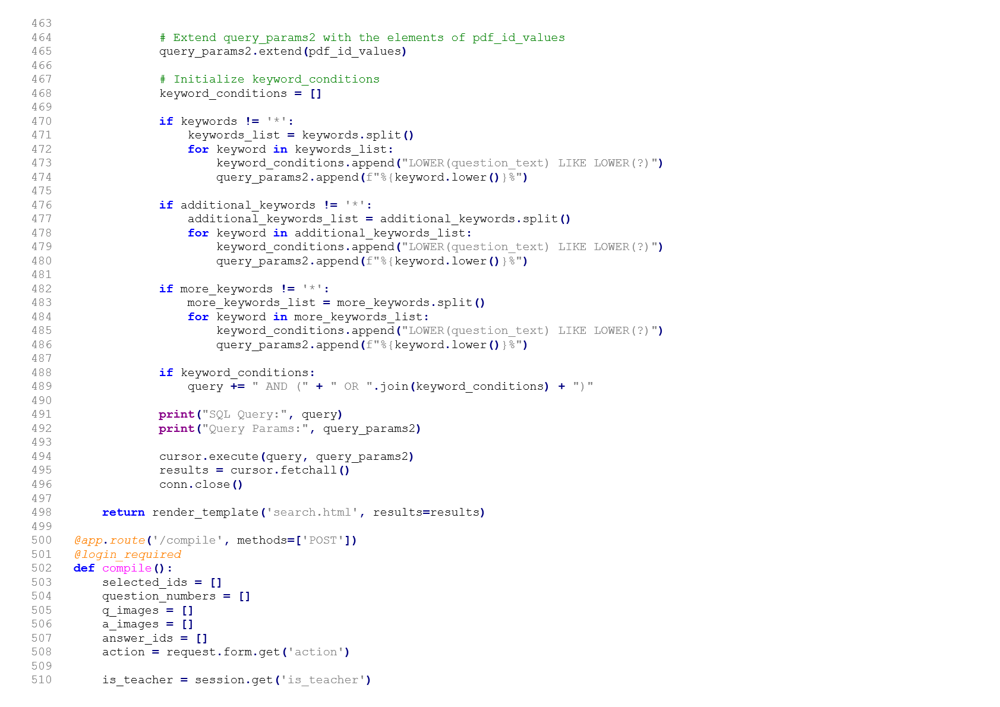 463
464 # Extend query_params2 with the elements of pdf_id_values
465 query_params2.extend(pdf_id_values)
466
467 # Initialize keyword_conditions
468 keyword_conditions = []
469
470 if keywords != '*':
471 keywords_list = keywords.split()
472 for keyword in keywords_list:
473 keyword_conditions.append("LOWER(question_text) LIKE LOWER(?)")
474 query_params2.append(f"%{keyword.lower()}%")
475
476 if additional_keywords != '*':
477 additional_keywords_list = additional_keywords.split()
478 for keyword in additional_keywords_list:
479 keyword_conditions.append("LOWER(question_text) LIKE LOWER(?)")
480 query_params2.append(f"%{keyword.lower()}%")
481
482 if more_keywords != '*':
483 more_keywords_list = more_keywords.split()
484 for keyword in more_keywords_list:
485 keyword_conditions.append("LOWER(question_text) LIKE LOWER(?)")
486 query_params2.append(f"%{keyword.lower()}%")
487
488 if keyword_conditions:
489 query += " AND (" + " OR ".join(keyword_conditions) + ")"
490
491 print("SQL Query:", query)
492 print("Query Params:", query_params2)
493
494 cursor.execute(query, query_params2)
495 results = cursor.fetchall()
496 conn.close()
497
498 return render_template('search.html', results=results)
499
500 @app.route('/compile', methods=['POST'])
501 @login_required
502 def compile():
503 selected_ids = []
504 question_numbers = []
505 q_images = []
506 a_images = []
507 answer_ids = []
508 action = request.form.get('action')
509
510 is_teacher = session.get('is_teacher')